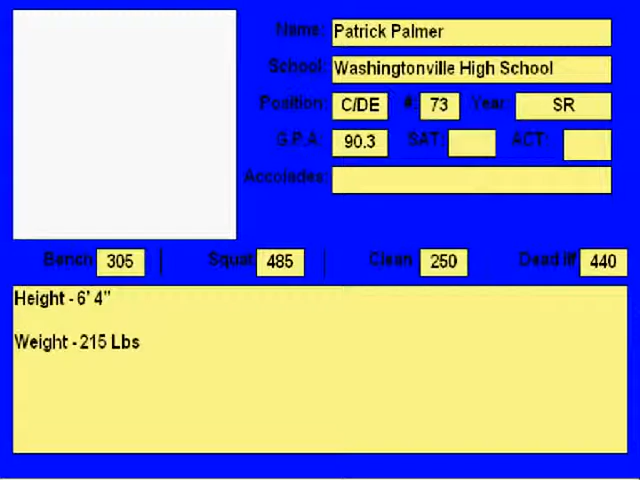 Name: Patrick Palmer
School: Washingtonville High School
Position: C/DE #: 73 Year: SR
G.P.A.: 90.3 SAT: ACT:
Accolades:
Bench 305 Squat 485 Clean 250 Dead lif 440
Height - 6' 4"
Weight - 215 Lbs